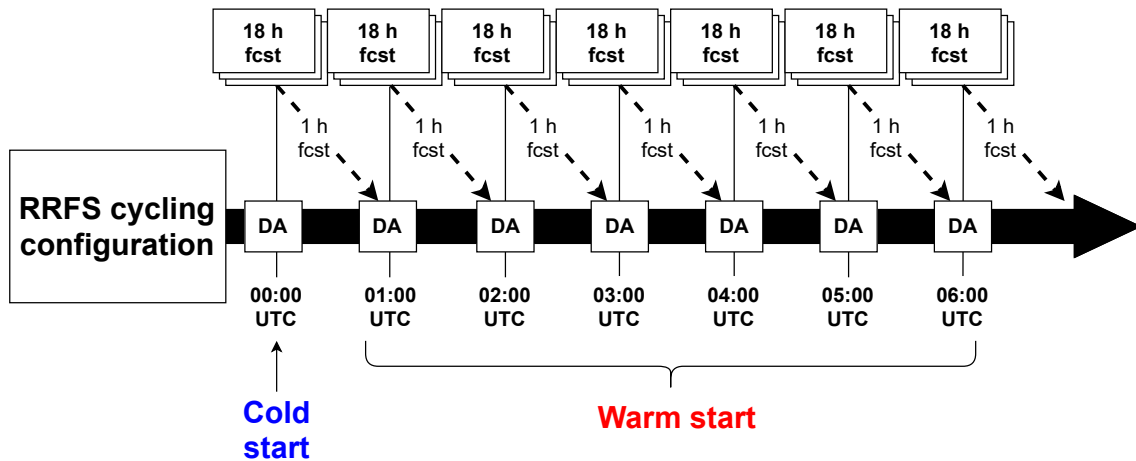 18 h
fcst
18 h
fcst
18 h
fcst
18 h
fcst
18 h
fcst
18 h
fcst
18 h
fcst
1 h
fcst
1 h
fcst
1 h
fcst
1 h
fcst
1 h
fcst
1 h
fcst
1 h
fcst
RRFS cycling
configuration
DA
DA
DA
DA
DA
DA
DA
00:00
UTC
01:00
UTC
02:00
UTC
03:00
UTC
04:00
UTC
05:00
UTC
06:00
UTC
Cold
start
Warm start